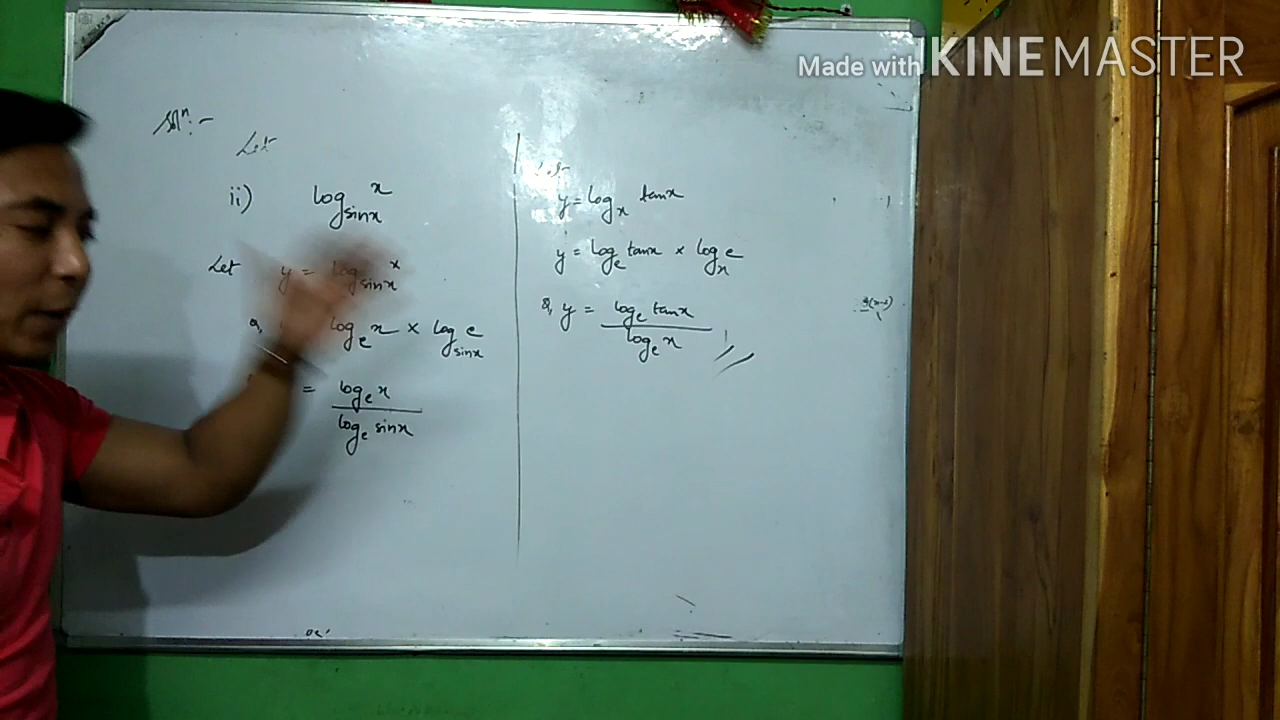 Made with KINEMASTER
Solⁿ:-
Let
ii) log_sinx x
Let y = log_sinx x
log_e x × log_sinx e
= log_e x
log_e sinx
y = log_x tanx
y = log_e tanx × log_x e
y = log_e tanx
log_e x